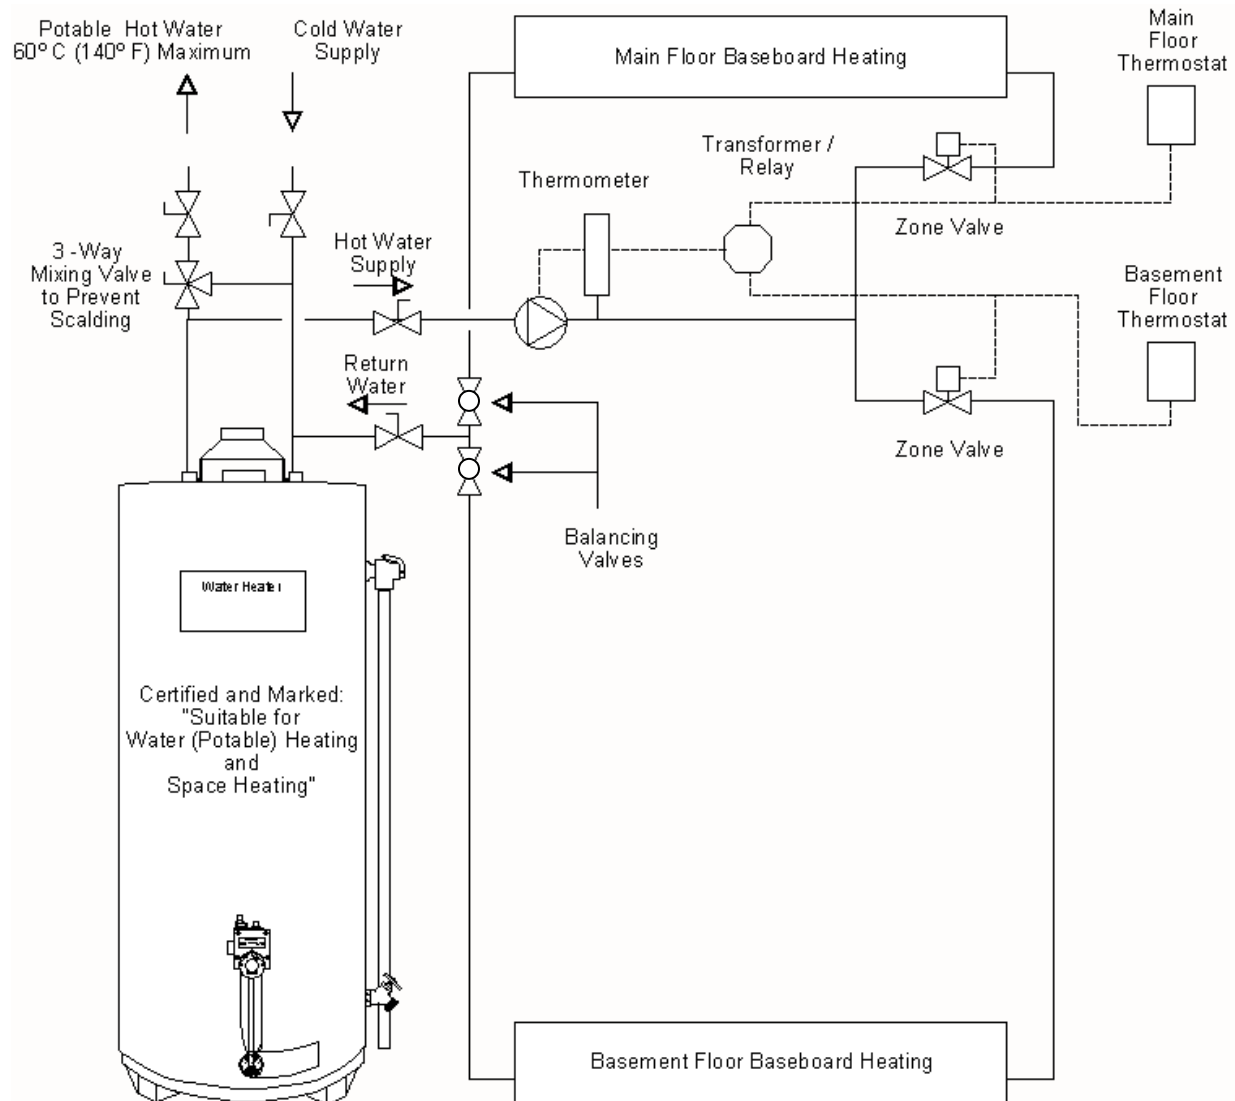 Potable Hot Water
60° C (140° F) Maximum
Cold Water
Supply
Main Floor Baseboard Heating
Main
Floor
Thermostat
Transformer /
Relay
Thermometer
Zone Valve
3 -Way
Mixing Valve
to Prevent
Scalding
Hot Water
Supply
Basement
Floor
Thermostat
Return
Water
Zone Valve
Balancing
Valves
Water Heater
Certified and Marked:
"Suitable for
Water (Potable) Heating
and
Space Heating"
Basement Floor Baseboard Heating